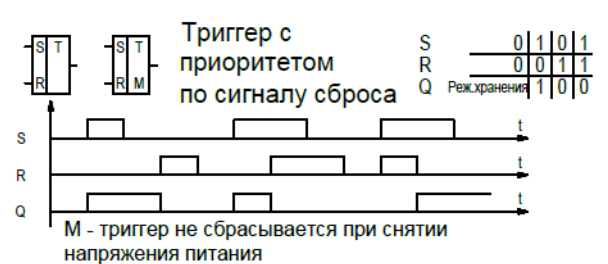 S T
R
S T
R M
Триггер с
приоритетом
по сигналу сброса
S 0 1 0 1
R 0 0 1 1
Q Реж.хранения 1 0 0
S t
R t
Q t
М - триггер не сбрасывается при снятии
напряжения питания